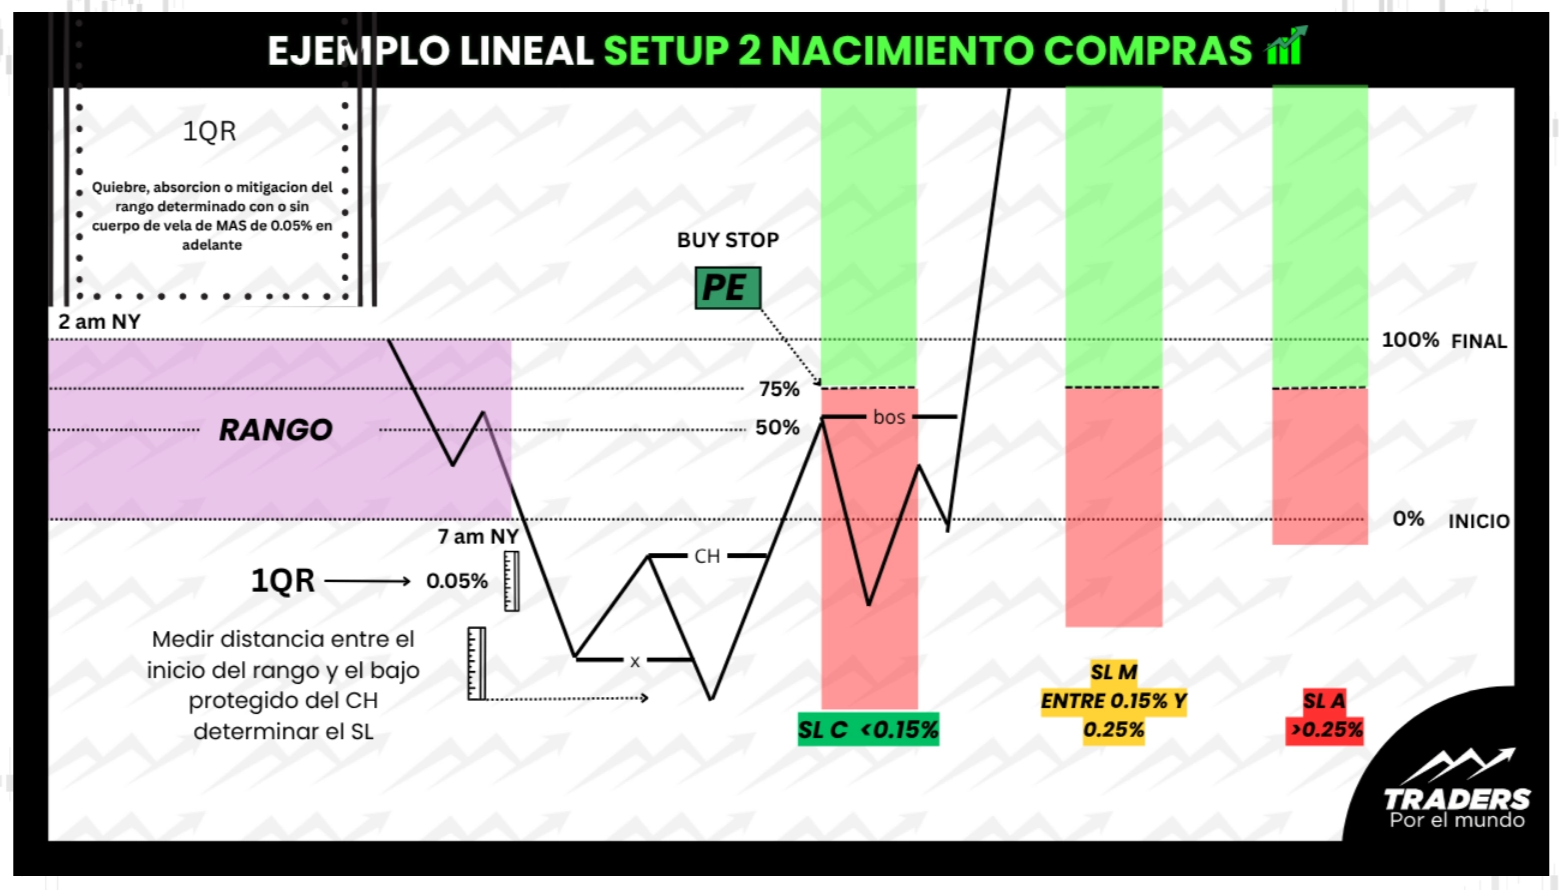 EJEMPLO LINEAL SETUP 2 NACIMIENTO COMPRAS
1QR
Quiebre, absorcion o mitigacion del
rango determinado con o sin
cuerpo de vela de MAS de 0.05% en
adelante
2 am NY
BUY STOP
PE
100% FINAL
75%
RANGO
50%
bos
0% INICIO
7 am NY
1QR
0.05%
CH
Medir distancia entre el
inicio del rango y el bajo
protegido del CH
determinar el SL
x
SL C <0.15%
SL M
ENTRE 0.15% Y
0.25%
SL A
>0.25%
TRADERS
Por el mundo